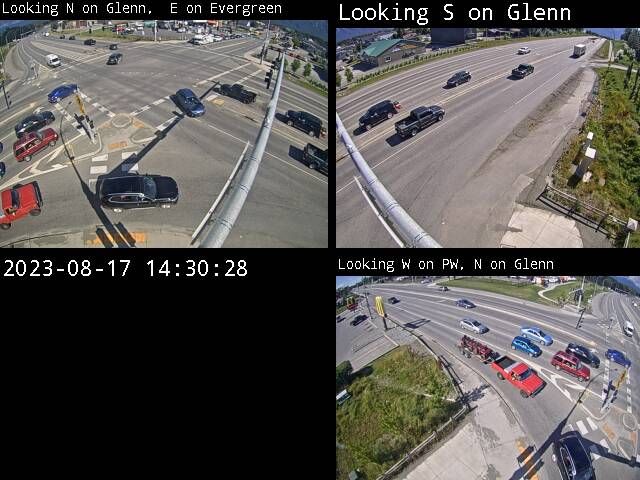 Looking N on Glenn,  E on Evergreen
Looking S on Glenn
2023-08-17 14:30:28
Looking W on PW, N on Glenn